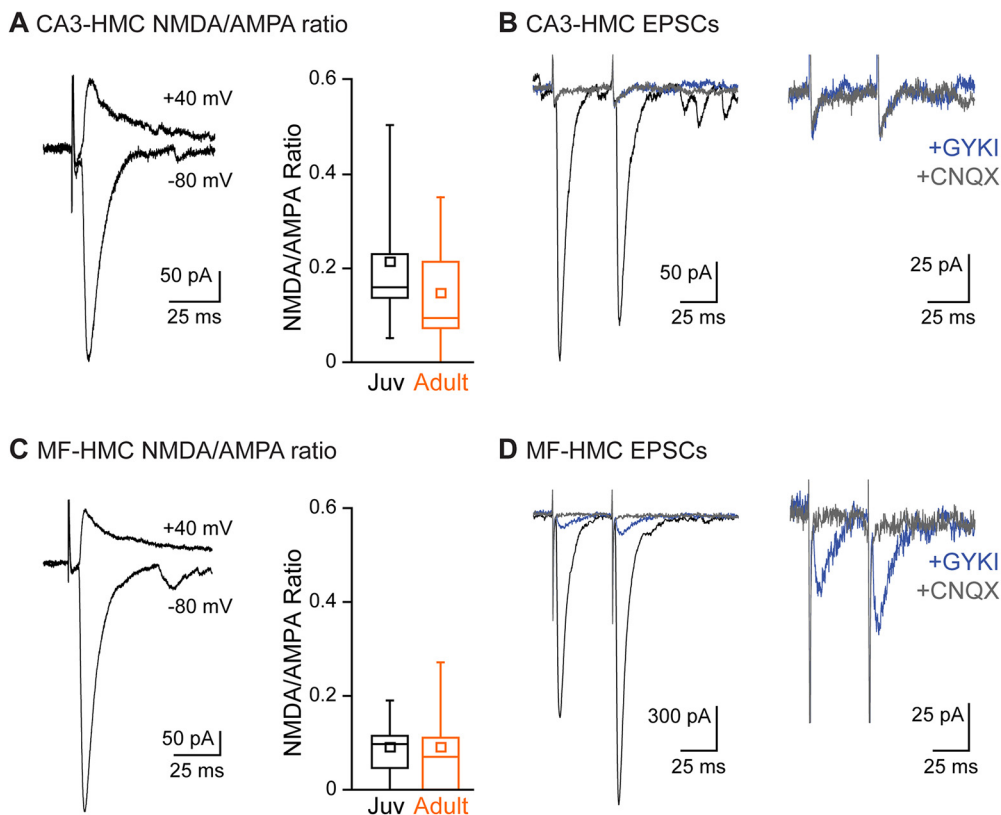 A CA3-HMC NMDA/AMPA ratio
+40 mV
-80 mV
50 pA
25 ms
NMDA/AMPA Ratio
0.6
0.4
0.2
0
Juv Adult
B CA3-HMC EPSCs
50 pA
25 ms
+GYKI
+CNQX
25 pA
25 ms
C MF-HMC NMDA/AMPA ratio
+40 mV
-80 mV
50 pA
25 ms
NMDA/AMPA Ratio
0.6
0.4
0.2
0
Juv Adult
D MF-HMC EPSCs
300 pA
25 ms
+GYKI
+CNQX
25 pA
25 ms